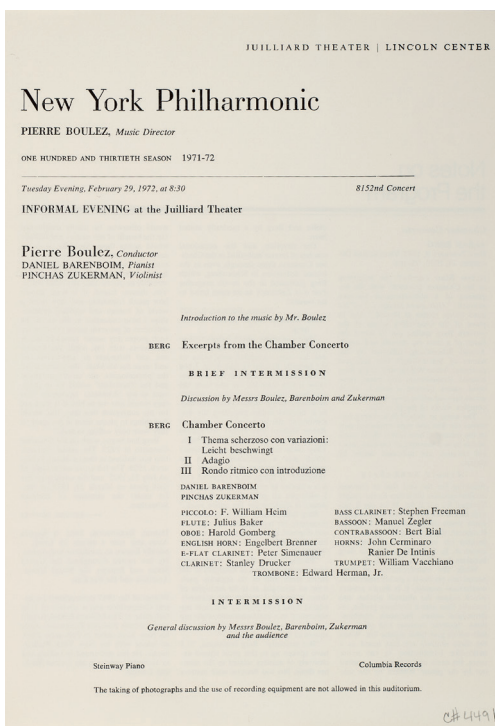 JUILLIARD THEATER | LINCOLN CENTER
New York Philharmonic
PIERRE BOULEZ, Music Director
ONE HUNDRED AND THIRTIETH SEASON 1971-72
Tuesday Evening, February 29, 1972, at 8:30 8152nd Concert
INFORMAL EVENING at the Juilliard Theater
Pierre Boulez, Conductor
DANIEL BARENBOIM, Pianist
PINCHAS ZUKERMAN, Violinist
Introduction to the music by Mr. Boulez
BERG Excerpts from the Chamber Concerto
BRIEF INTERMISSION
Discussion by Messrs Boulez, Barenboim and Zukerman
BERG Chamber Concerto
I Thema scherzoso con variazioni:
Leicht beschwingt
II Adagio
III Rondo ritmico con introduzione
DANIEL BARENBOIM
PINCHAS ZUKERMAN
PICCOLO: F. William Heim
FLUTE: Julius Baker
OBOE: Harold Gomberg
ENGLISH HORN: Engelbert Brenner
E-FLAT CLARINET: Peter Simenauer
CLARINET: Stanley Drucker
BASS CLARINET: Stephen Freeman
BASSOON: Manuel Zegler
CONTRABASSOON: Bert Bial
HORNS: John Cerminaro
Ranier De Intinis
TRUMPET: William Vacchiano
TROMBONE: Edward Herman, Jr.
INTERMISSION
General discussion by Messrs Boulez, Barenboim, Zukerman
and the audience
Steinway Piano Columbia Records
The taking of photographs and the use of recording equipment are not allowed in this auditorium.
C# 4491